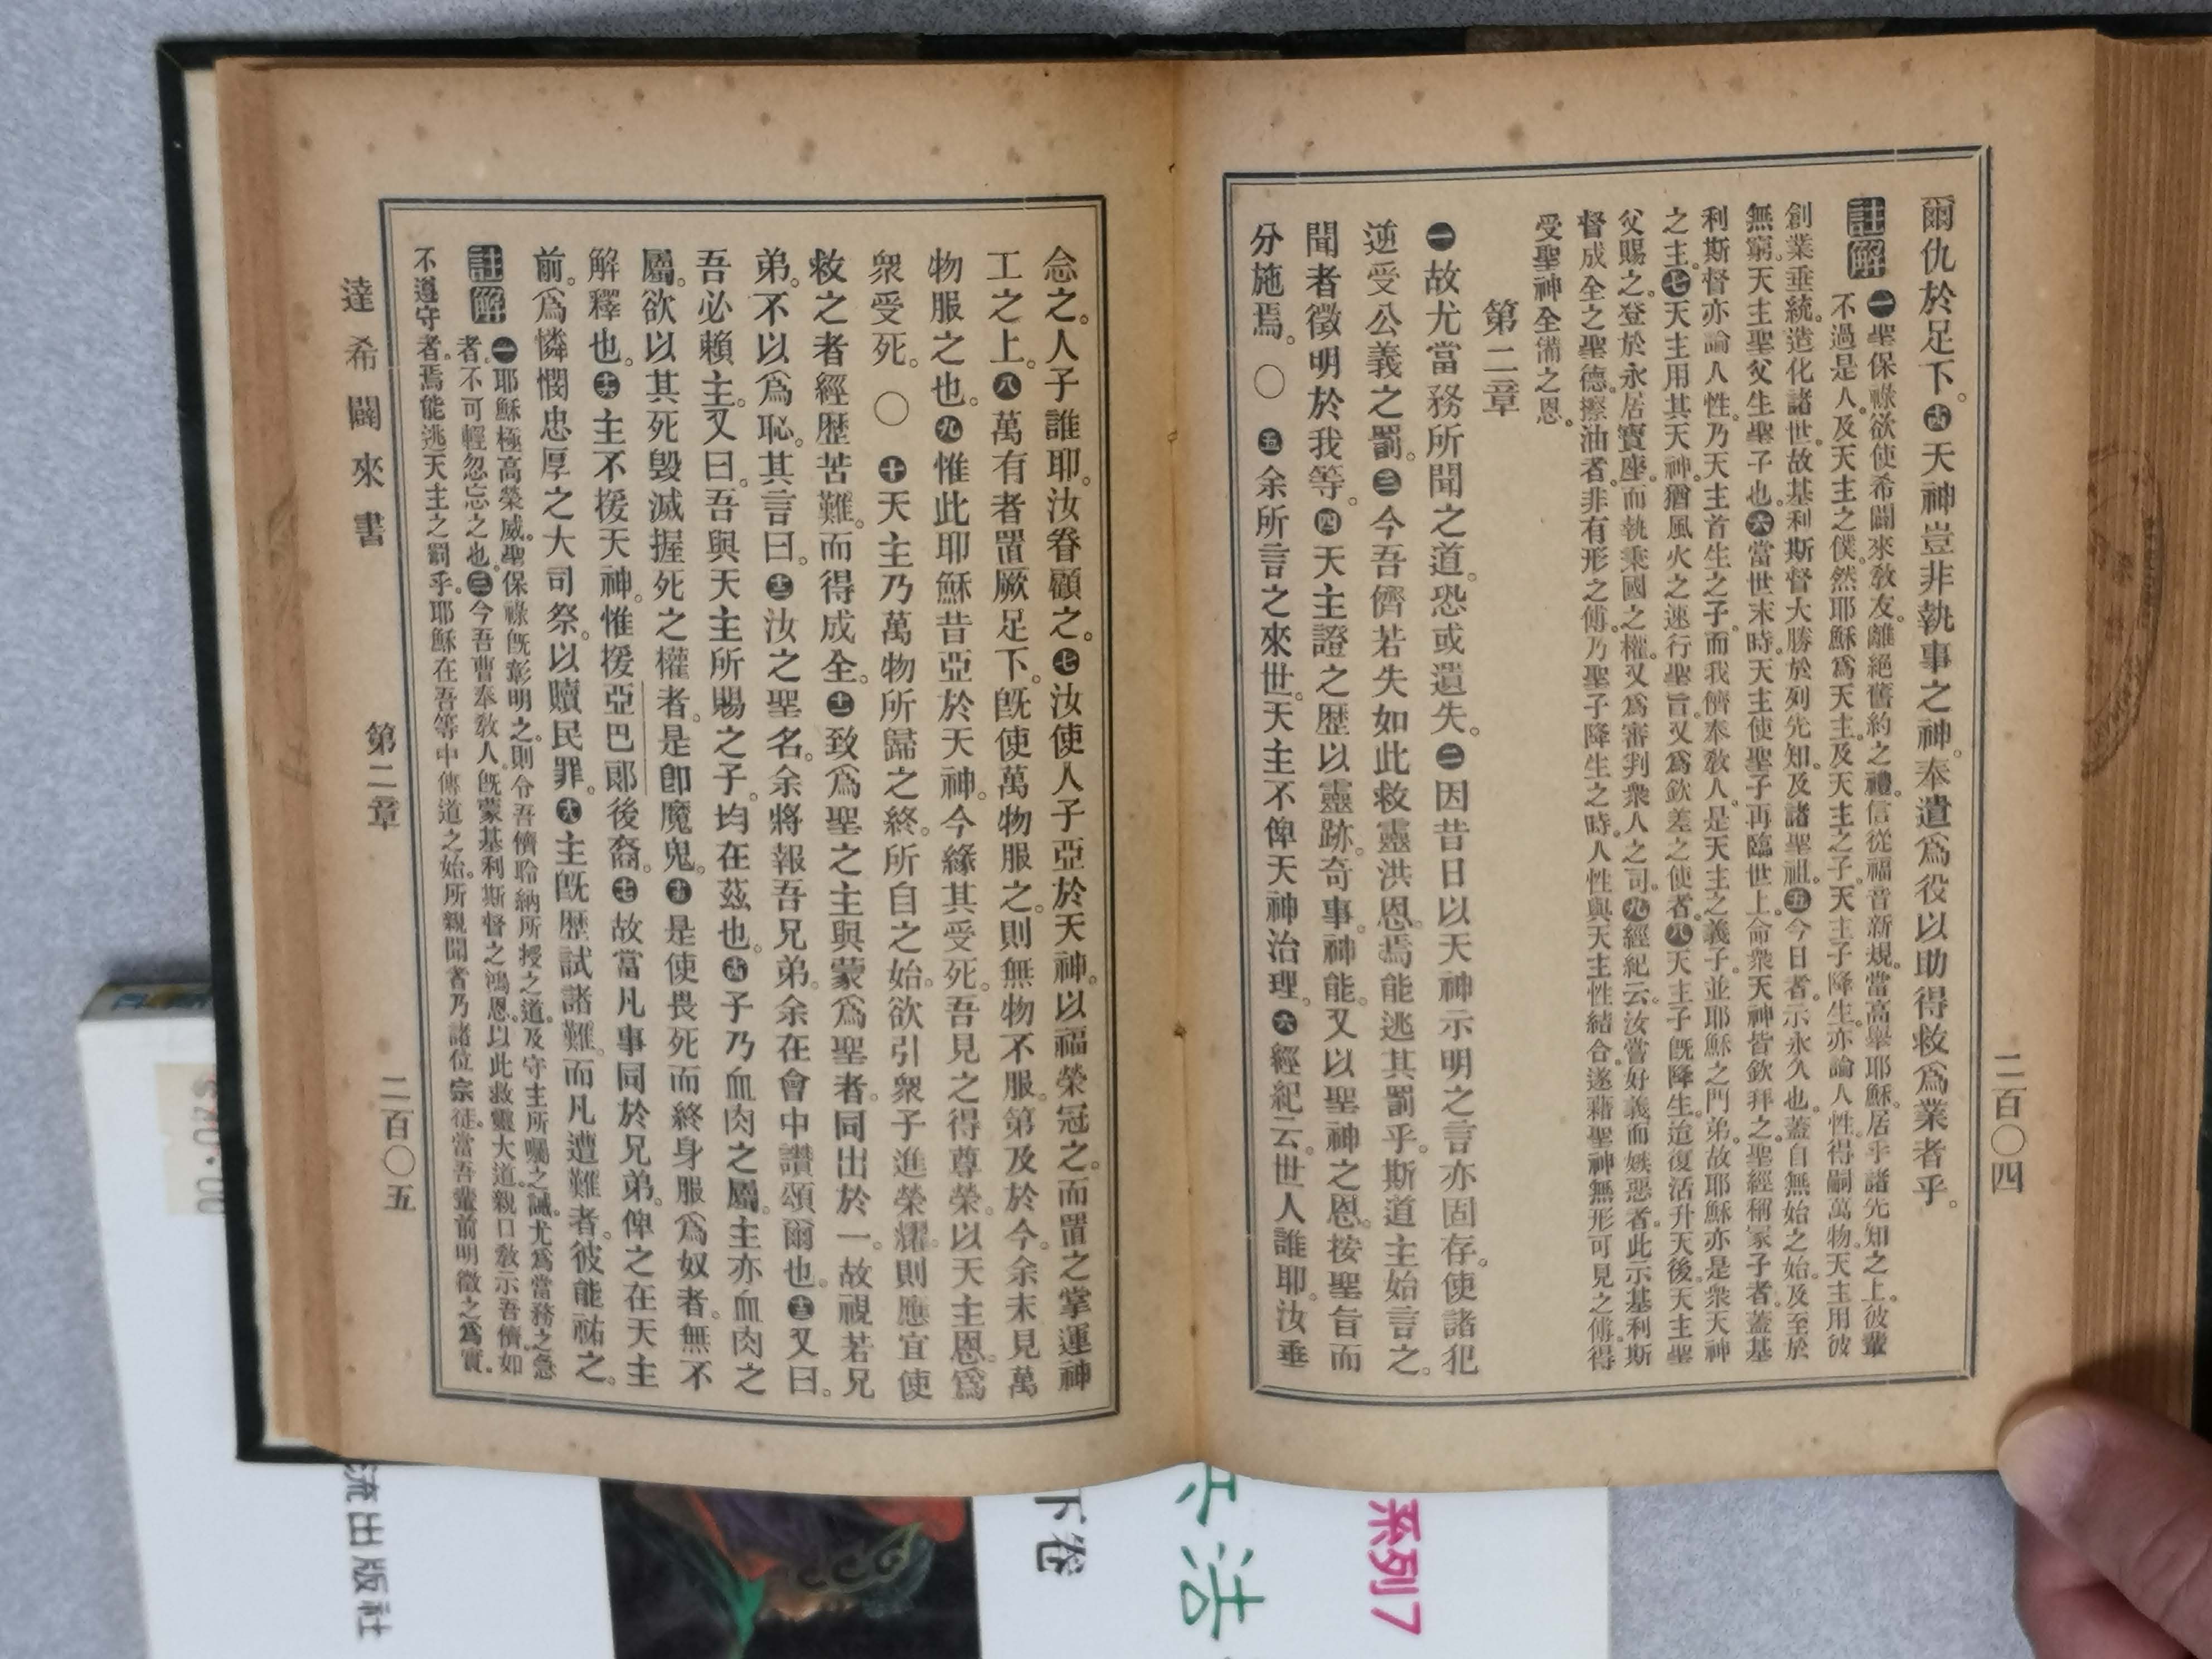 爾仇於足下。十四天神豈非執事之神。奉遣爲役以助得救爲業者乎。
註解
一聖保祿欲使希闢來敎友。離絕舊約之禮。信從福音新規。當高舉耶穌。居乎諸先知之上。彼輩
不過是人。及天主之僕。然耶穌爲天主。及天主之子。天主子降生。亦論人性。得嗣萬物。天主用彼
創業垂統。造化諸世。故基利斯督大勝於列先知。及諸聖祖。五今日者。示永久也。蓋自無始之始。及至於
無窮。天主聖父生聖子也。六當世末時。天主使聖子再臨世上。命衆天神皆欽拜之。聖經稱冢子者。蓋基
利斯督亦論人性。乃天主首生之子。而我儕奉敎人。是天主之義子。並耶穌之門弟。故耶穌亦是衆天神
之主。七天主用其天神。猶風火之速行聖旨。又爲欽差之使者。八天主子旣降生。迨復活升天後。天主聖
父賜之。登於永居寶座。而執秉國之權。又爲審判衆人之司。九經紀云。汝嘗好義而嫉惡者。此示基利斯
督成全之聖德。擦油者。非有形之傅。乃聖子降生之時。人性與天主性結合。遂藉聖神無形可見之傅。得
受聖神全備之恩。
第二章
一故尤當務所聞之道。恐或遺失。二因昔日以天神示明之言亦固存。使諸犯
逆受公義之罰。三今吾儕若失如此救靈洪恩。焉能逃其罰乎。斯道主始言之。
聞者徵明於我等。四天主證之歷以靈跡。奇事。神能。又以聖神之恩。按聖旨而
分施焉。○五余所言之來世。天主不俾天神治理。六經紀云。世人誰耶。汝垂
二百〇四
念之。人子誰耶。汝眷顧之。七汝使人子亞於天神。以福榮冠之。而置之掌運神
工之上。八萬有者置厥足下。旣使萬物服之。則無物不服。第及於今。余未見萬
物服之也。九惟此耶穌昔亞於天神。今緣其受死。吾見之得尊榮。以天主恩。爲
衆受死。○十天主乃萬物所歸之終。所自之始。欲引衆子進榮耀。則應宜使
救之者經歷苦難。而得成全。十一致爲聖之主與蒙爲聖者。同出於一。故視若兄
弟。不以爲恥。其言曰。十二汝之聖名。余將報吾兄弟。余在會中讚頌爾也。十三又曰。
吾必賴主。又曰。吾與天主所賜之子。均在茲也。十四子乃血肉之屬。主亦血肉之
屬。欲以其死毀滅握死之權者。是卽魔鬼。十五是使畏死而終身服爲奴者。無不
解釋也。十六主不援天神。惟援亞巴郞後裔。十七故當凡事同於兄弟。俾之在天主
前。爲憐憫忠厚之大司祭。以贖民罪。十八主旣歷試諸難。而凡遭難者。彼能祐之。
註解
一耶穌極高榮威。聖保祿旣彰明之。則令吾儕聆納所授之道。及守主所囑之誡。尤爲當務之急
者。不可輕忽忘之也。三今吾曹奉敎人。旣蒙基利斯督之鴻恩。以此救靈大道。親口敎示吾儕。如
不遵守者。焉能逃天主之罰乎。耶穌在吾等中傳道之始。所親聞者乃諸位宗徒。當吾輩前明徵之爲實。
達希闢來書 第二章 二百〇五
流出版社
下卷
兵法
系列7